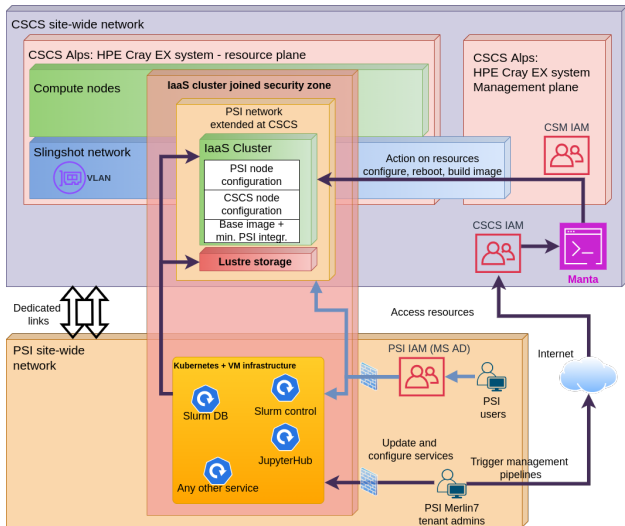 CSCS site-wide network
CSCS Alps: HPE Cray EX system - resource plane
CSCS Alps:
HPE Cray EX system
Management plane
Compute nodes
IaaS cluster joined security zone
PSI network
extended at CSCS
CSM IAM
Slingshot network
VLAN
IaaS Cluster
PSI node
configuration
CSCS node
configuration
Base image +
min. PSI integr.
Action on resources
configure, reboot, build image
CSCS IAM
Lustre storage
Manta
Dedicated
links
Access resources
PSI site-wide
network
Internet
PSI IAM (MS AD)
Kubernetes + VM infrastructure
PSI
users
Slurm DB
Slurm control
JupyterHub
Any other service
Update and
configure services
Trigger management
pipelines
PSI Merlin7
tenant admins